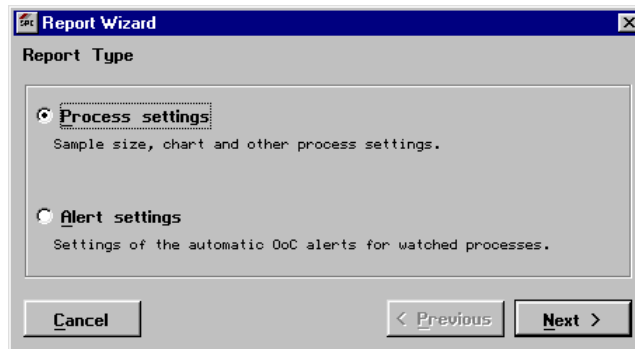 SPC Report Wizard
Report Type
Process settings
Sample size, chart and other process settings.
Alert settings
Settings of the automatic OoC alerts for watched processes.
Cancel < Previous Next >